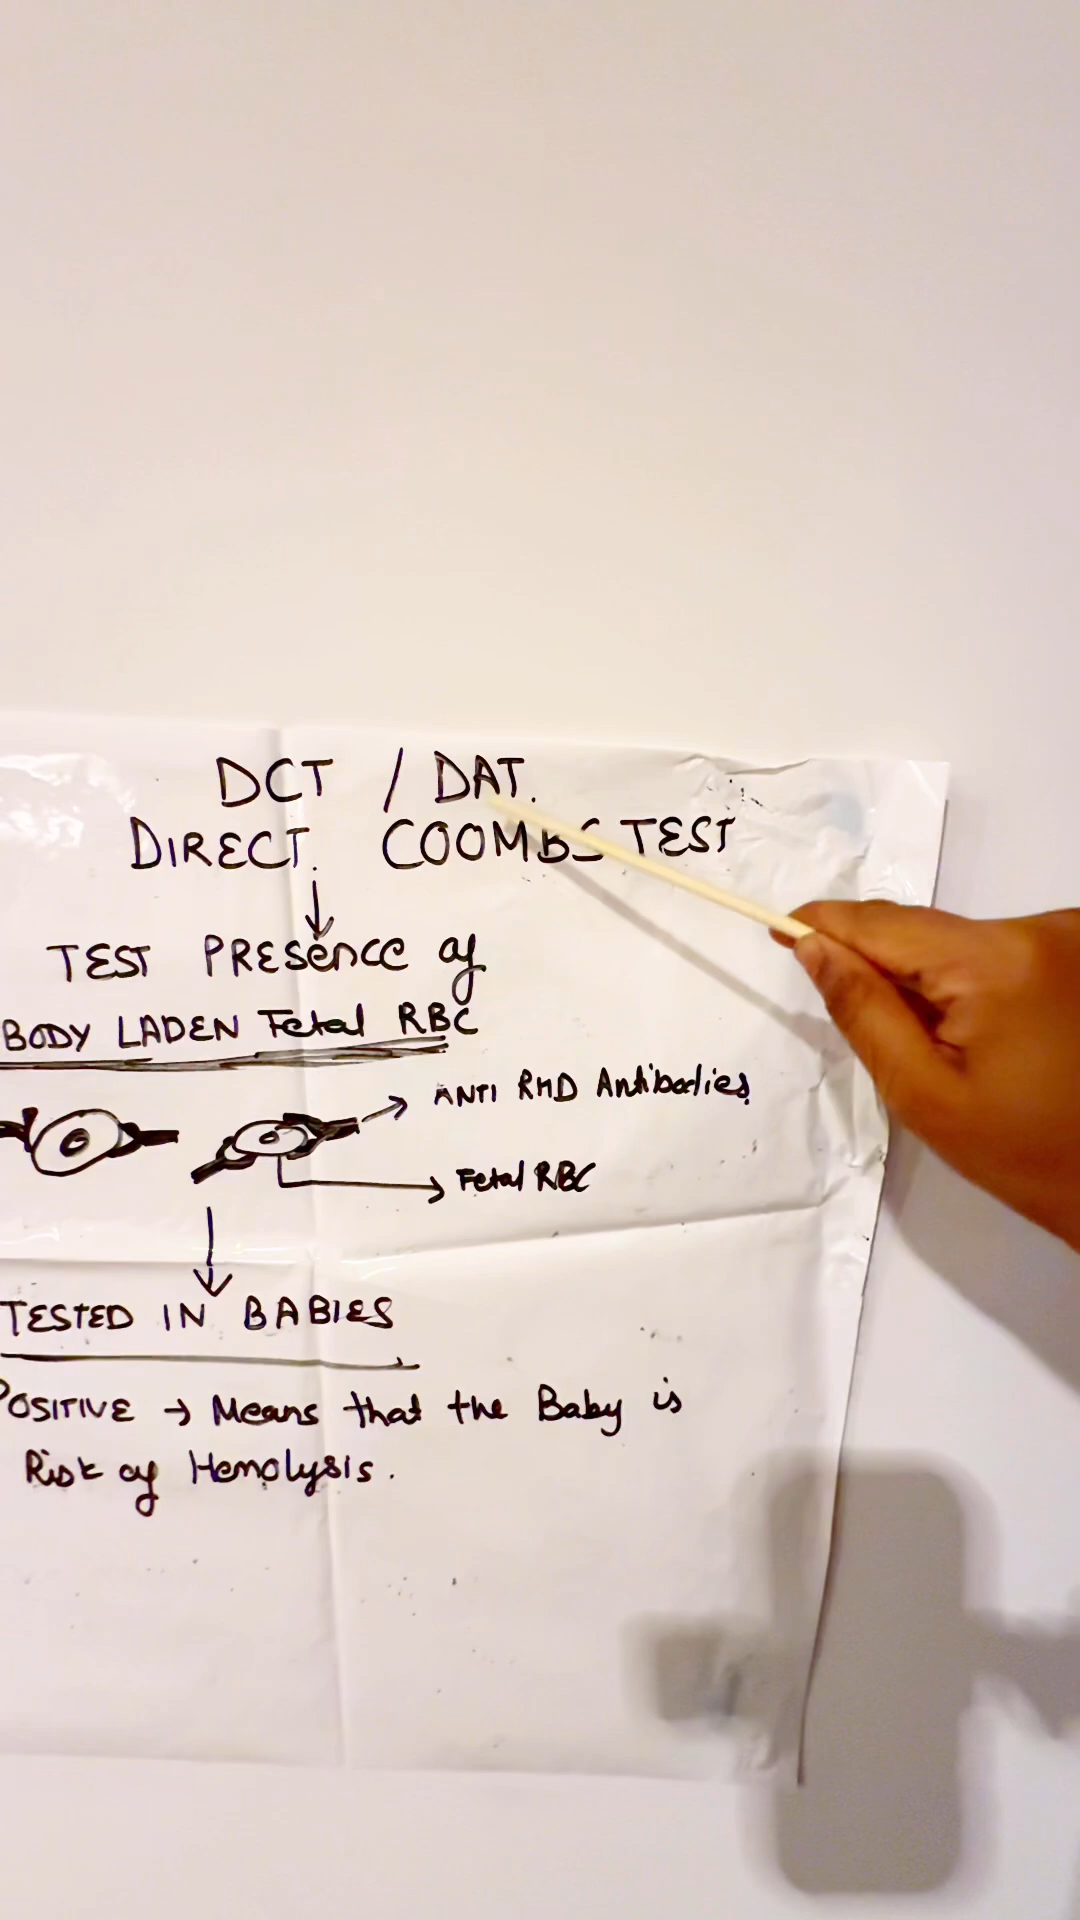 DCT / DAT.
DIRECT. COOMBS TEST
TEST PRESENCE of
BODY LADEN Fetal RBC
ANTI RHD Antibodies
Fetal RBC
TESTED IN BABIES
POSITIVE → Means that the Baby is
Risk of Hemolysis.